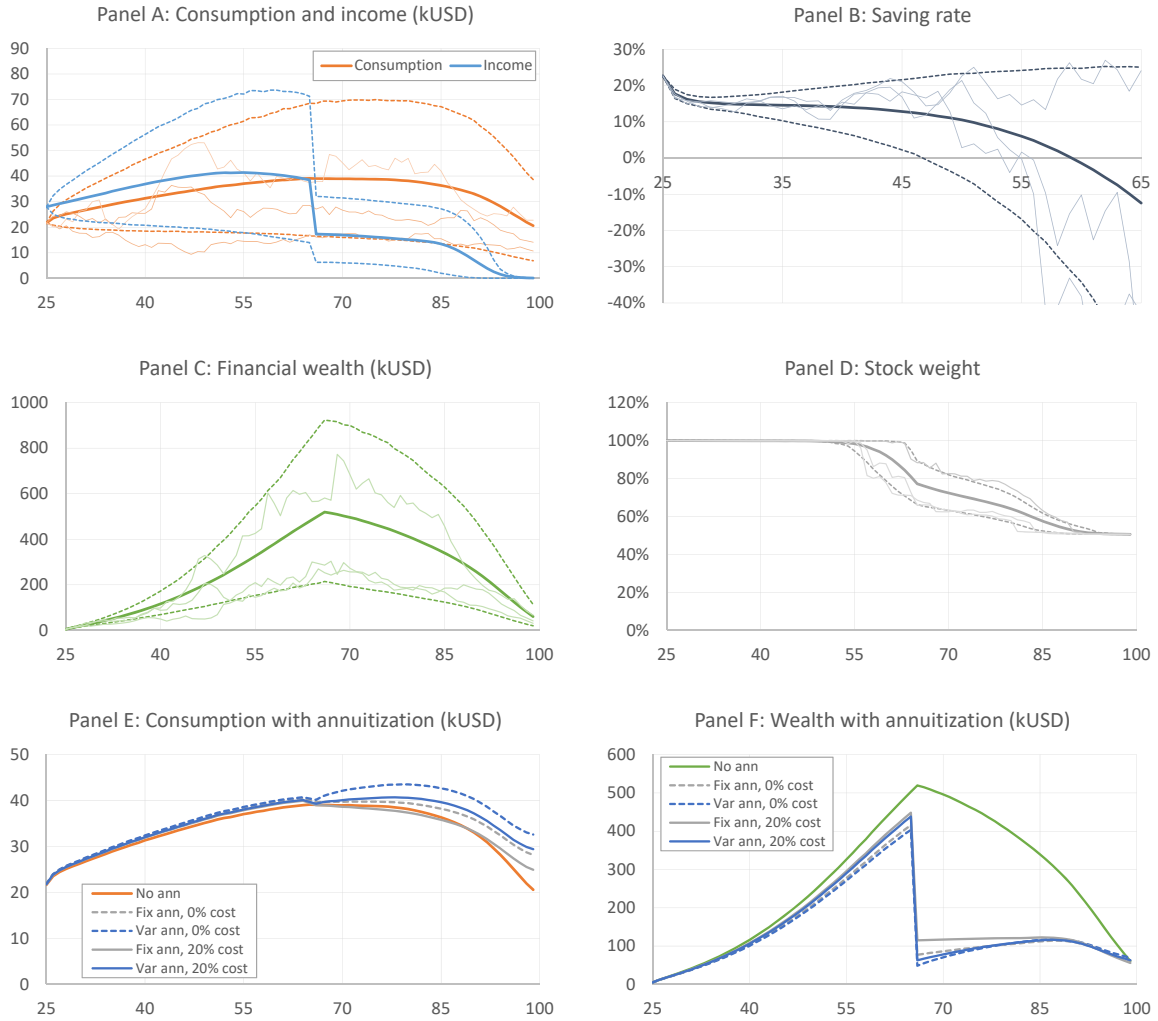 Panel A: Consumption and income (kUSD)
90
80
70
60
50
40
30
20
10
0
Consumption
Income
25 40 55 70 85 100
Panel B: Saving rate
30%
20%
10%
0%
-10%
-20%
-30%
-40%
25 35 45 55 65
Panel C: Financial wealth (kUSD)
1000
800
600
400
200
0
25 40 55 70 85 100
Panel D: Stock weight
120%
100%
80%
60%
40%
20%
0%
25 40 55 70 85 100
Panel E: Consumption with annuitization (kUSD)
50
40
30
20
10
0
No ann
Fix ann, 0% cost
Var ann, 0% cost
Fix ann, 20% cost
Var ann, 20% cost
25 40 55 70 85 100
Panel F: Wealth with annuitization (kUSD)
600
500
400
300
200
100
0
No ann
Fix ann, 0% cost
Var ann, 0% cost
Fix ann, 20% cost
Var ann, 20% cost
25 40 55 70 85 100